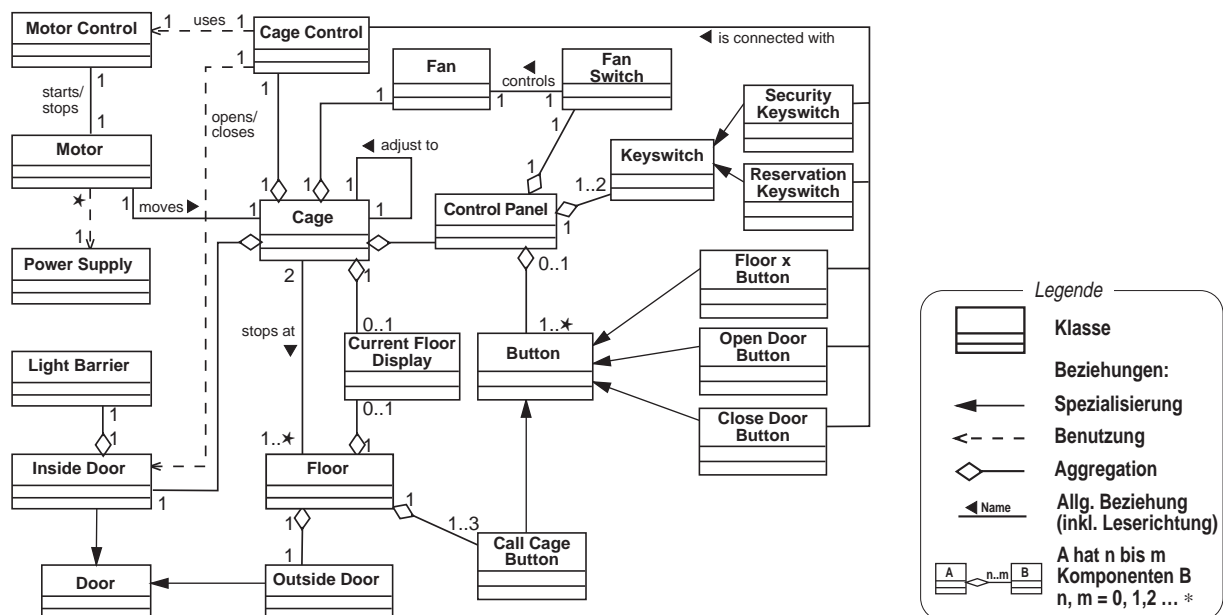 Motor Control
1
uses
1
Cage Control
◄ is connected with
Fan
Fan
Switch
◄
controls
1
1
1
1
1
1
starts/
stops
1
1
opens/
closes
1
Security
Keyswitch
Motor
◄ adjust to
Keyswitch
Reservation
Keyswitch
1
1
1
1
1
1
1..2
1
moves ►
1
Cage
Control Panel
*
1
Power Supply
2
1
0..1
Floor x
Button
stops at
▼
0..1
1..*
Light Barrier
Current Floor
Display
Button
Open Door
Button
1
1
0..1
1
1..*
Close Door
Button
Inside Door
1
Floor
1
1..3
1
1
Call Cage
Button
Door
Outside Door
Legende
Klasse
Beziehungen:
Spezialisierung
Benutzung
Aggregation
◄ Name
Allg. Beziehung
(inkl. Leserichtung)
A
n..m
B
A hat n bis m
Komponenten B
n, m = 0, 1,2 ... *